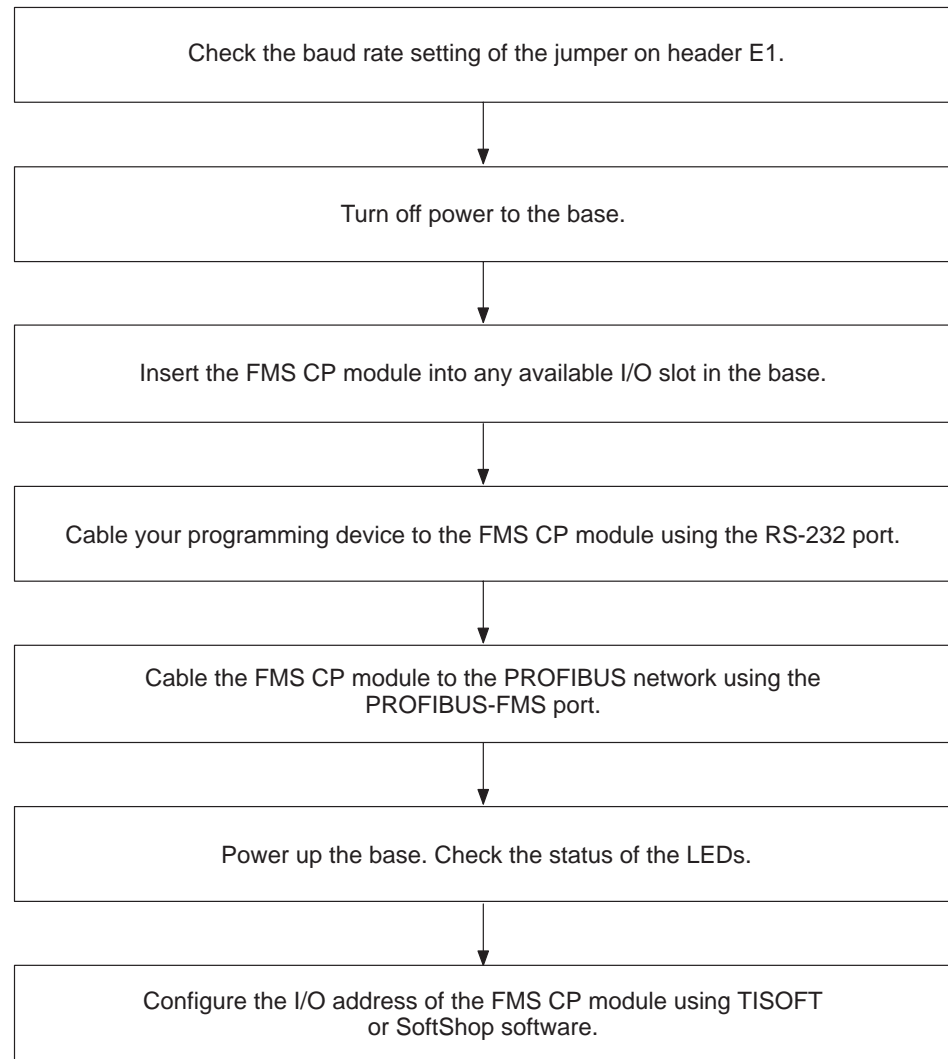 Check the baud rate setting of the jumper on header E1.
Turn off power to the base.
Insert the FMS CP module into any available I/O slot in the base.
Cable your programming device to the FMS CP module using the RS-232 port.
Cable the FMS CP module to the PROFIBUS network using the
PROFIBUS-FMS port.
Power up the base. Check the status of the LEDs.
Configure the I/O address of the FMS CP module using TISOFT
or SoftShop software.